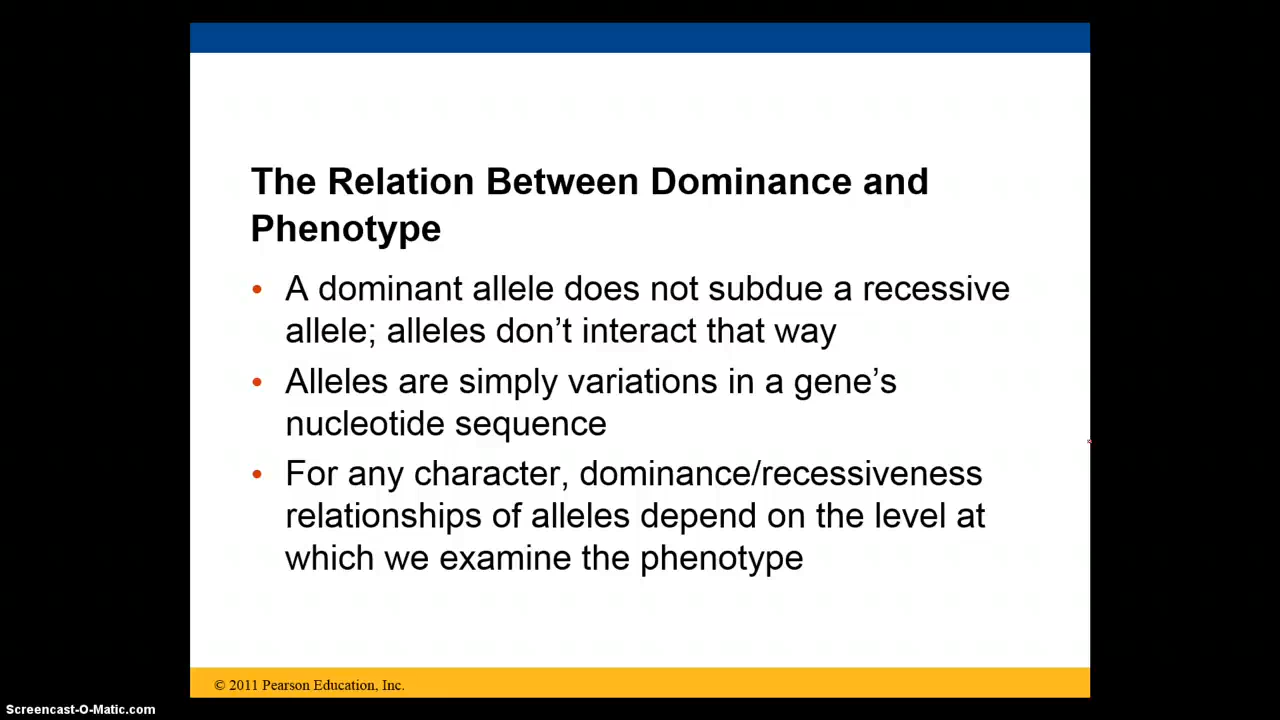 The Relation Between Dominance and
Phenotype
• A dominant allele does not subdue a recessive
allele; alleles don’t interact that way
• Alleles are simply variations in a gene’s
nucleotide sequence
• For any character, dominance/recessiveness
relationships of alleles depend on the level at
which we examine the phenotype
© 2011 Pearson Education, Inc.
Screencast-O-Matic.com